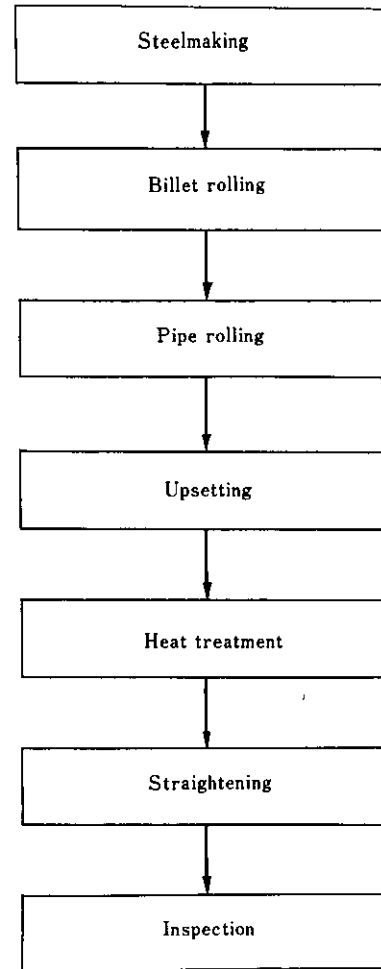 Steelmaking
Billet rolling
Pipe rolling
Upsetting
Heat treatment
Straightening
Inspection